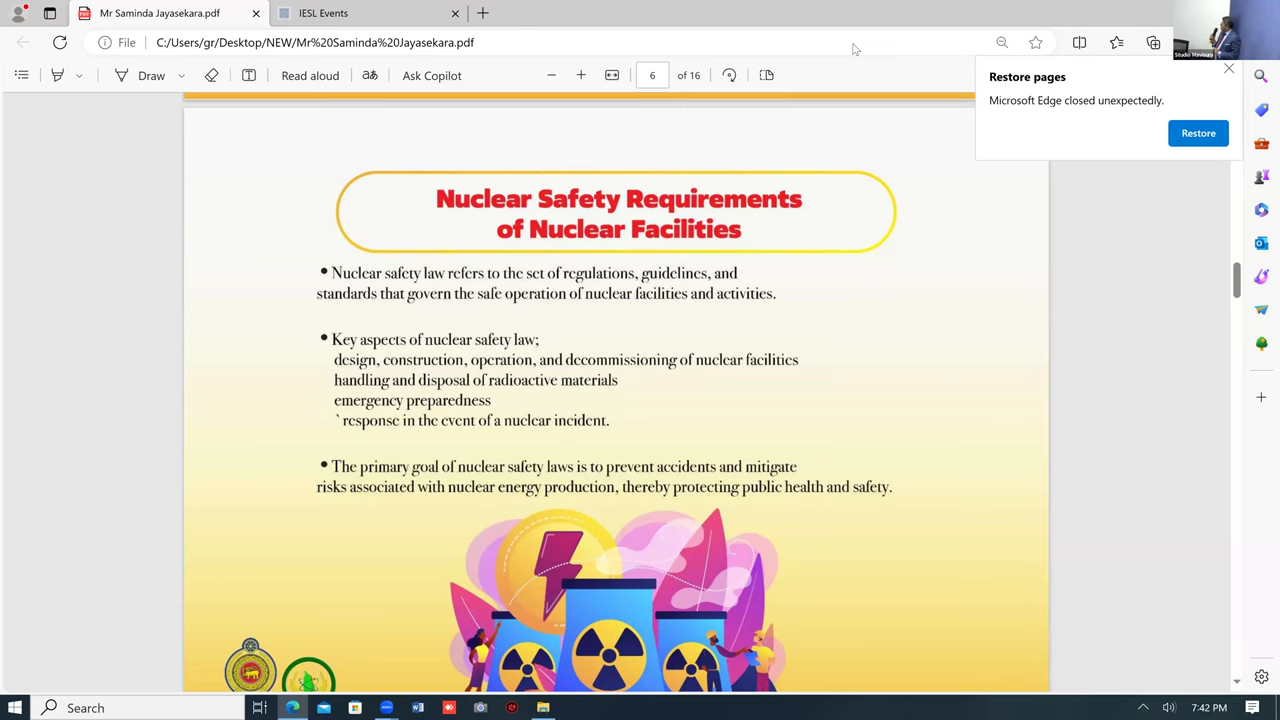 Mr Saminda Jayasekara.pdf
IESL Events
File
C:/Users/gr/Desktop/NEW/Mr%20Saminda%20Jayasekara.pdf
Studio Mavisuru
Draw
Read aloud
Ask Copilot
6
of 16
Restore pages
Microsoft Edge closed unexpectedly.
Restore
Nuclear Safety Requirements
of Nuclear Facilities
• Nuclear safety law refers to the set of regulations, guidelines, and
standards that govern the safe operation of nuclear facilities and activities.
• Key aspects of nuclear safety law;
design, construction, operation, and decommissioning of nuclear facilities
handling and disposal of radioactive materials
emergency preparedness
` response in the event of a nuclear incident.
• The primary goal of nuclear safety laws is to prevent accidents and mitigate
risks associated with nuclear energy production, thereby protecting public health and safety.
Search
7:42 PM